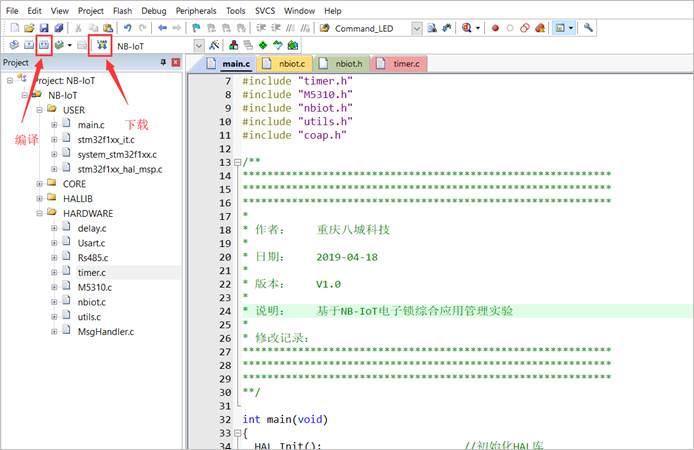 File Edit View Project Flash Debug Peripherals Tools SVCS Window Help
Command_LED
LOAD
NB-IoT
Project
main.c nbiot.c nbiot.h timer.c
Project: NB-IoT
NB-IoT
USER
main.c
stm32f1xx_it.c
system_stm32f1xx.c
stm32f1xx_hal_msp.c
CORE
HALLIB
HARDWARE
delay.c
Usart.c
Rs485.c
timer.c
M5310.c
nbiot.c
utils.c
MsgHandler.c
编译
下载
7 #include "timer.h"
8 #include "M5310.h"
9 #include "nbiot.h"
10 #include "utils.h"
11 #include "coap.h"
12
13 /**
14 ********************************************************
15 ********************************************************
16 ********************************************************
17 *
18 * 作者： 重庆八城科技
19 *
20 * 日期： 2019-04-18
21 *
22 * 版本： V1.0
23 *
24 * 说明： 基于NB-IoT电子锁综合应用管理实验
25 *
26 * 修改记录：
27 ********************************************************
28 ********************************************************
29 ********************************************************
30 **/
31
32 int main(void)
33 {
34 HAL_Init(); //初始化HAL库